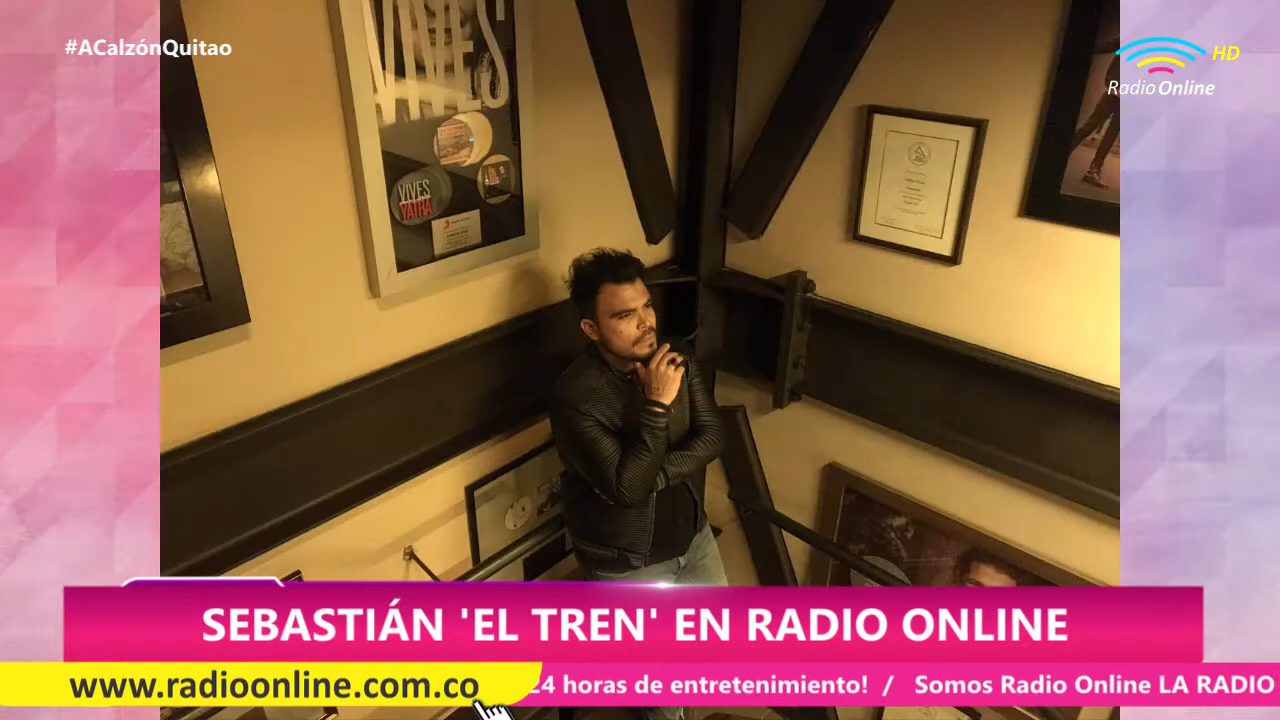 #ACalzónQuitao
HD
Radio Online
VIVES
VIVES
YATRA
SEBASTIÁN 'EL TREN' EN RADIO ONLINE
www.radioonline.com.co
24 horas de entretenimiento! / Somos Radio Online LA RADIO